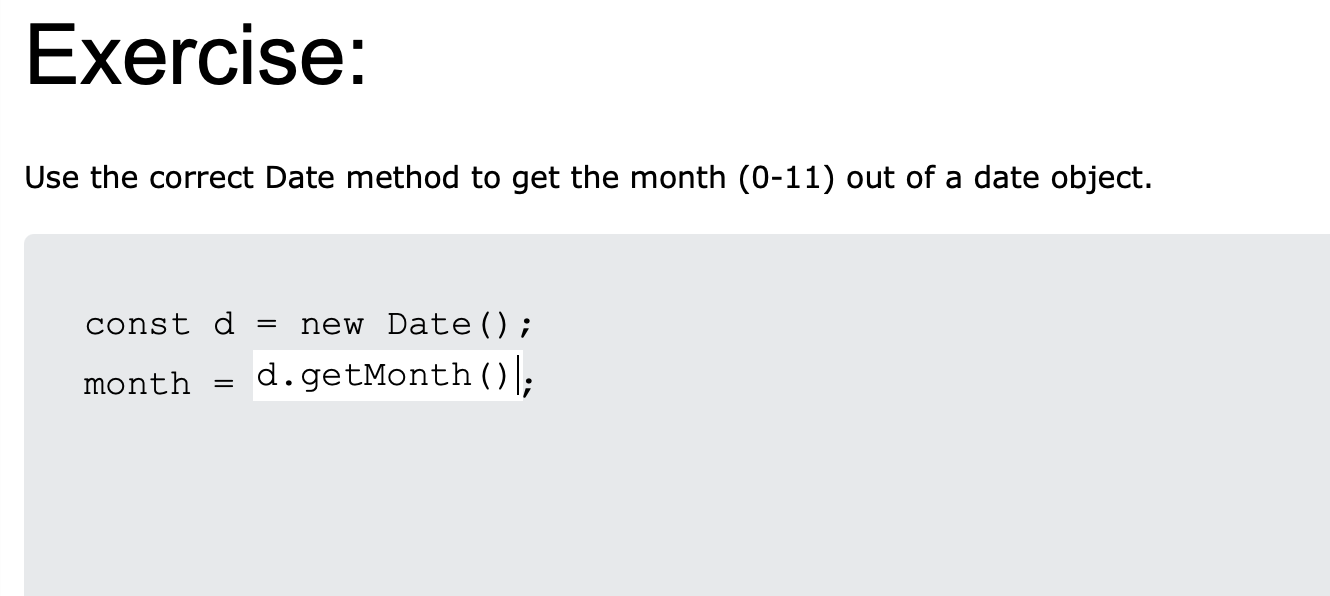 Exercise:
Use the correct Date method to get the month (0-11) out of a date object.
const d = new Date();
month = d.getMonth();